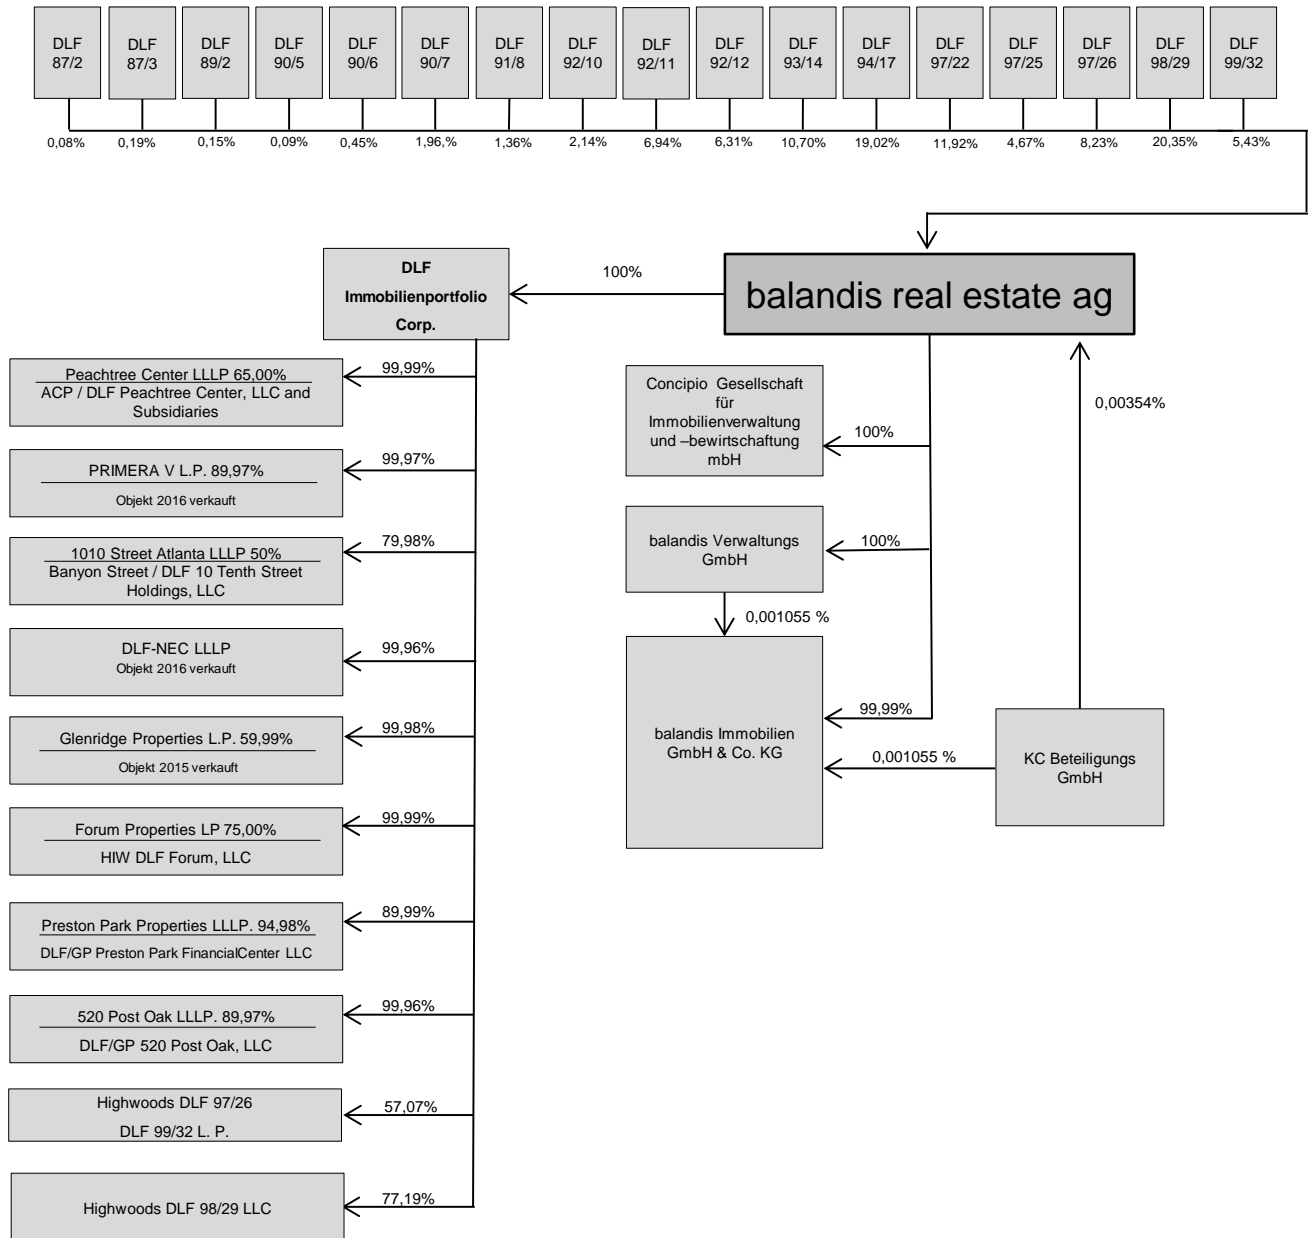 DLF DLF DLF DLF DLF DLF DLF DLF DLF DLF DLF DLF DLF DLF DLF DLF DLF
87/2 87/3 89/2 90/5 90/6 90/7 91/8 92/10 92/11 92/12 93/14 94/17 97/22 97/25 97/26 98/29 99/32
0,08% 0,19% 0,15% 0,09% 0,45% 1,96,% 1,36% 2,14% 6,94% 6,31% 10,70% 19,02% 11,92% 4,67% 8,23% 20,35% 5,43%
DLF
Immobilienportfolio
Corp.
100%
balandis real estate ag
Peachtree Center LLLP 65,00%
ACP / DLF Peachtree Center, LLC and
Subsidiaries
99,99%
PRIMERA V L.P. 89,97%
Objekt 2016 verkauft
99,97%
1010 Street Atlanta LLLP 50%
Banyon Street / DLF 10 Tenth Street
Holdings, LLC
79,98%
DLF-NEC LLLP
Objekt 2016 verkauft
99,96%
Glenridge Properties L.P. 59,99%
Objekt 2015 verkauft
99,98%
Forum Properties LP 75,00%
HIW DLF Forum, LLC
99,99%
Preston Park Properties LLLP. 94,98%
DLF/GP Preston Park FinancialCenter LLC
89,99%
520 Post Oak LLLP. 89,97%
DLF/GP 520 Post Oak, LLC
99,96%
Highwoods DLF 97/26
DLF 99/32 L. P.
57,07%
Highwoods DLF 98/29 LLC
77,19%
Concipio Gesellschaft
für
Immobilienverwaltung
und –bewirtschaftung
mbH
100%
0,00354%
balandis Verwaltungs
GmbH
100%
0,001055 %
balandis Immobilien
GmbH & Co. KG
99,99%
0,001055 %
KC Beteiligungs
GmbH